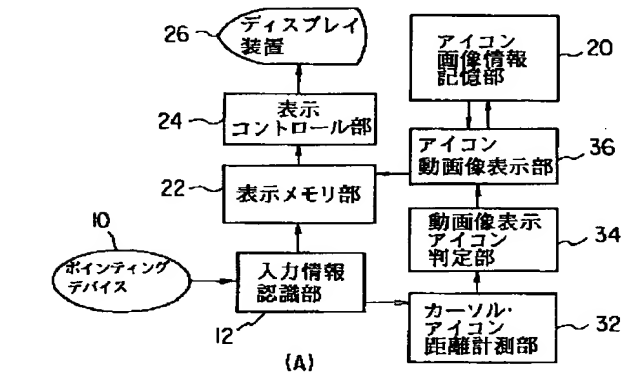 26
ディスプレイ
装置
アイコン
画像情報
記憶部
20
24
表示
コントロール部
アイコン
動画像表示部
36
22
表示メモリ部
動画像表示
アイコン
判定部
34
10
ポインティング
デバイス
入力情報
認識部
12
カーソル・
アイコン
距離計測部
32
(A)